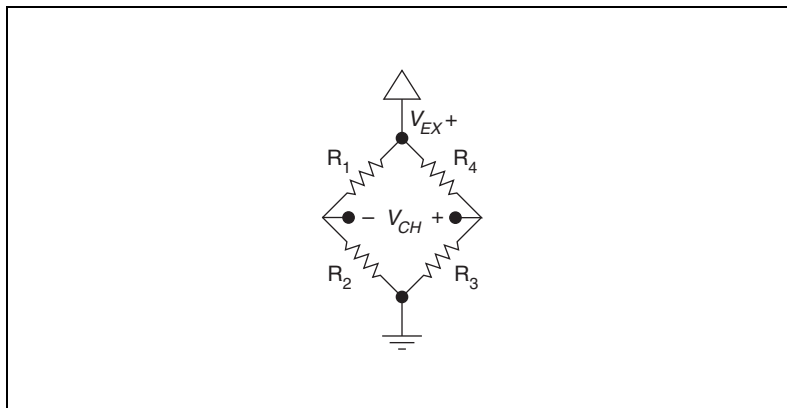 V_EX +
R_1 R_4
– V_CH +
R_2 R_3